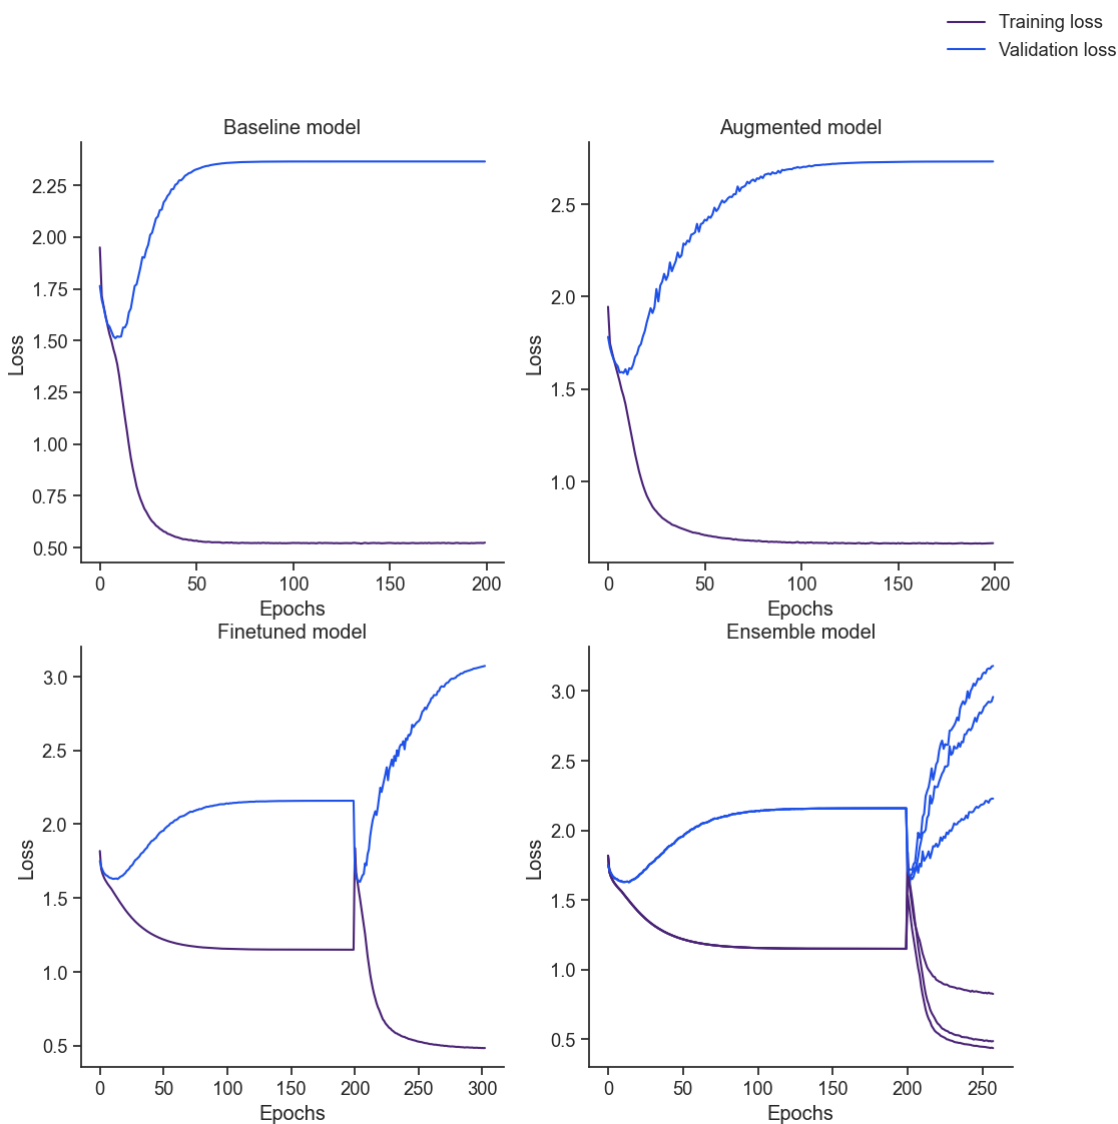 Training loss
Validation loss
Baseline model
2.25
2.00
1.75
1.50
1.25
1.00
0.75
0.50
Loss
0 50 100 150 200
Epochs
Augmented model
2.5
2.0
1.5
1.0
Loss
0 50 100 150 200
Epochs
Finetuned model
3.0
2.5
2.0
1.5
1.0
0.5
Loss
0 50 100 150 200 250 300
Epochs
Ensemble model
3.0
2.5
2.0
1.5
1.0
0.5
Loss
0 50 100 150 200 250
Epochs